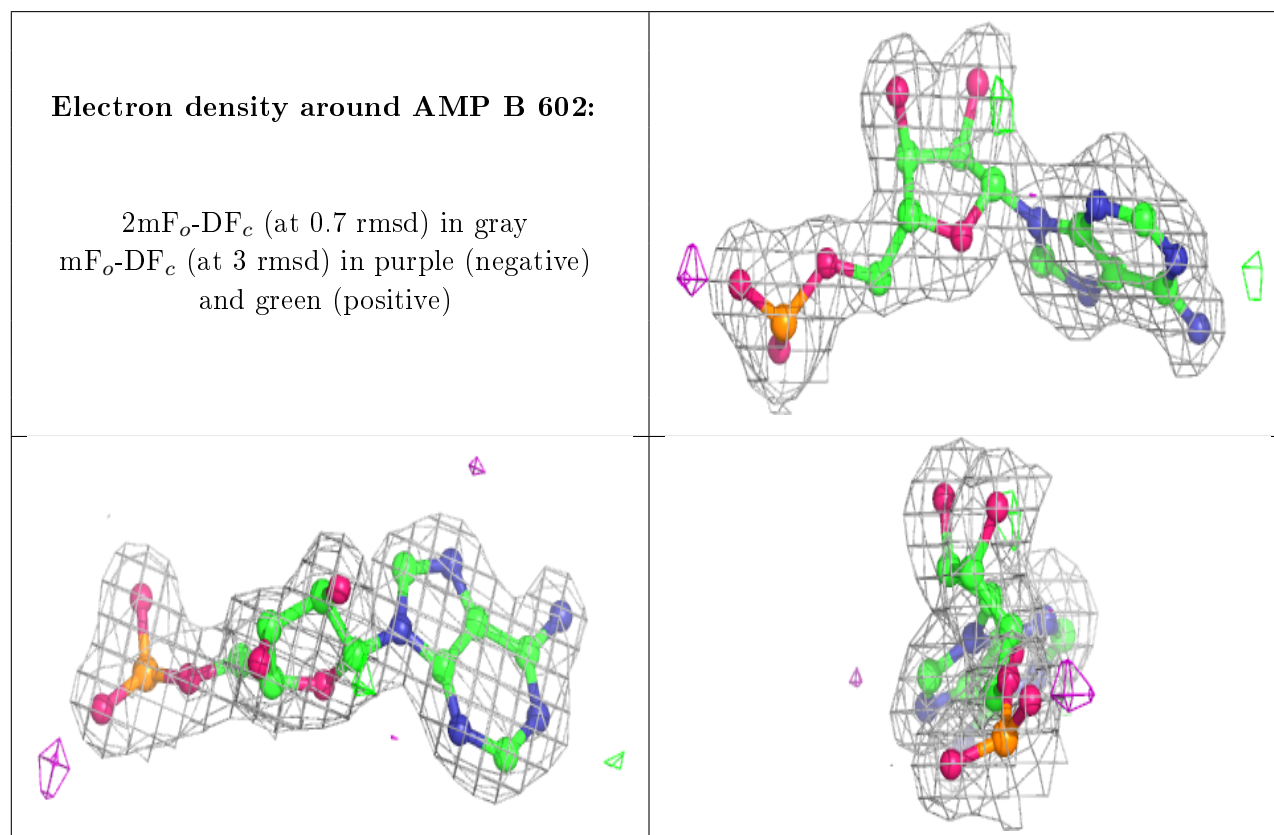 Electron density around AMP B 602:
2mFo-DFc (at 0.7 rmsd) in gray
mFo-DFc (at 3 rmsd) in purple (negative)
and green (positive)